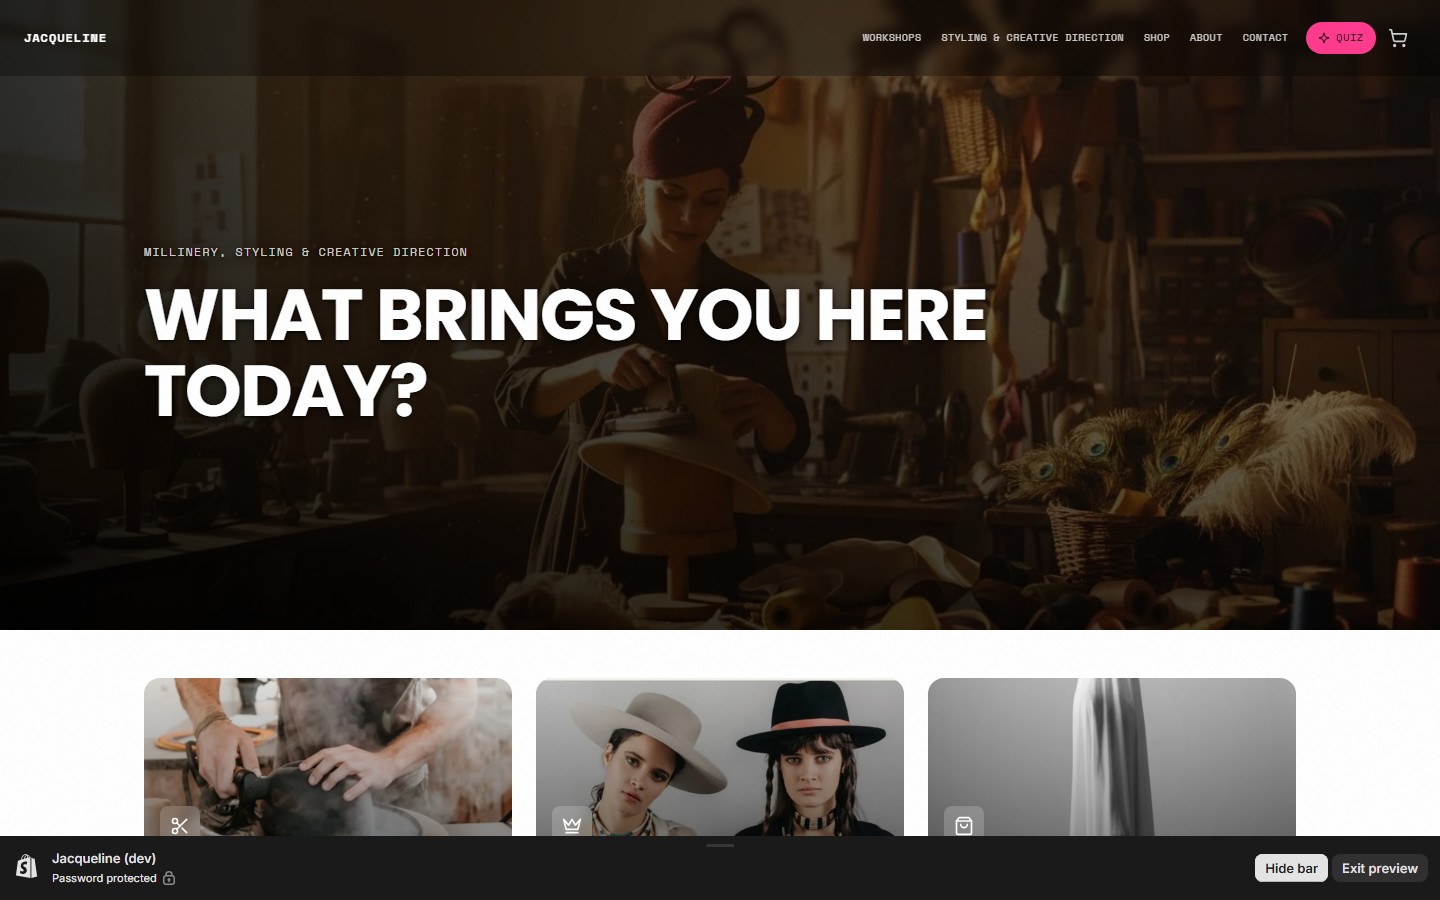 JACQUELINE
WORKSHOPS
STYLING & CREATIVE DIRECTION
SHOP
ABOUT
CONTACT
QUIZ
MILLINERY, STYLING & CREATIVE DIRECTION
WHAT BRINGS YOU HERE
TODAY?
Jacqueline (dev)
Password protected
Hide bar
Exit preview